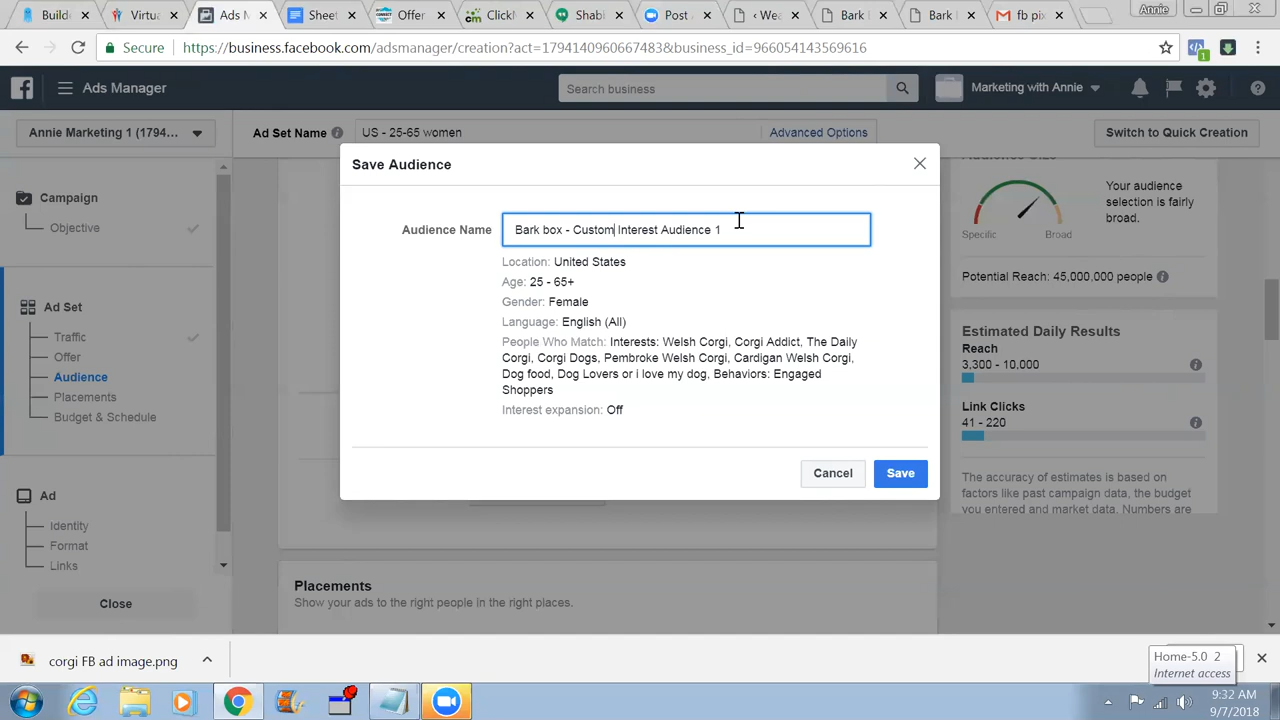 Build
Virtua
Ads M
Sheet
Offer
ClickM
Shabl
Post A
‹ Wea
Bark I
Bark I
fb pix
Annie
Secure
https://business.facebook.com/adsmanager/creation?act=1794140960667483&business_id=966054143569616
1
Ads Manager
Search business
Marketing with Annie
Annie Marketing 1 (1794...
Ad Set Name
US - 25-65 women
Advanced Options
Switch to Quick Creation
Campaign
Objective
Ad Set
Traffic
Offer
Audience
Placements
Budget & Schedule
Ad
Identity
Format
Links
Close
Save Audience
Audience Name
Bark box - Custom Interest Audience 1
Location: United States
Age: 25 - 65+
Gender: Female
Language: English (All)
People Who Match: Interests: Welsh Corgi, Corgi Addict, The Daily
Corgi, Corgi Dogs, Pembroke Welsh Corgi, Cardigan Welsh Corgi,
Dog food, Dog Lovers or i love my dog, Behaviors: Engaged
Shoppers
Interest expansion: Off
Cancel
Save
Placements
Show your ads to the right people in the right places.
Audience Size
Your audience
selection is fairly
broad.
Specific
Broad
Potential Reach: 45,000,000 people
Estimated Daily Results
Reach
3,300 - 10,000
Link Clicks
41 - 220
The accuracy of estimates is based on
factors like past campaign data, the budget
you entered and market data. Numbers are
corgi FB ad image.png
Home-5.0 2
Internet access
9:32 AM
9/7/2018